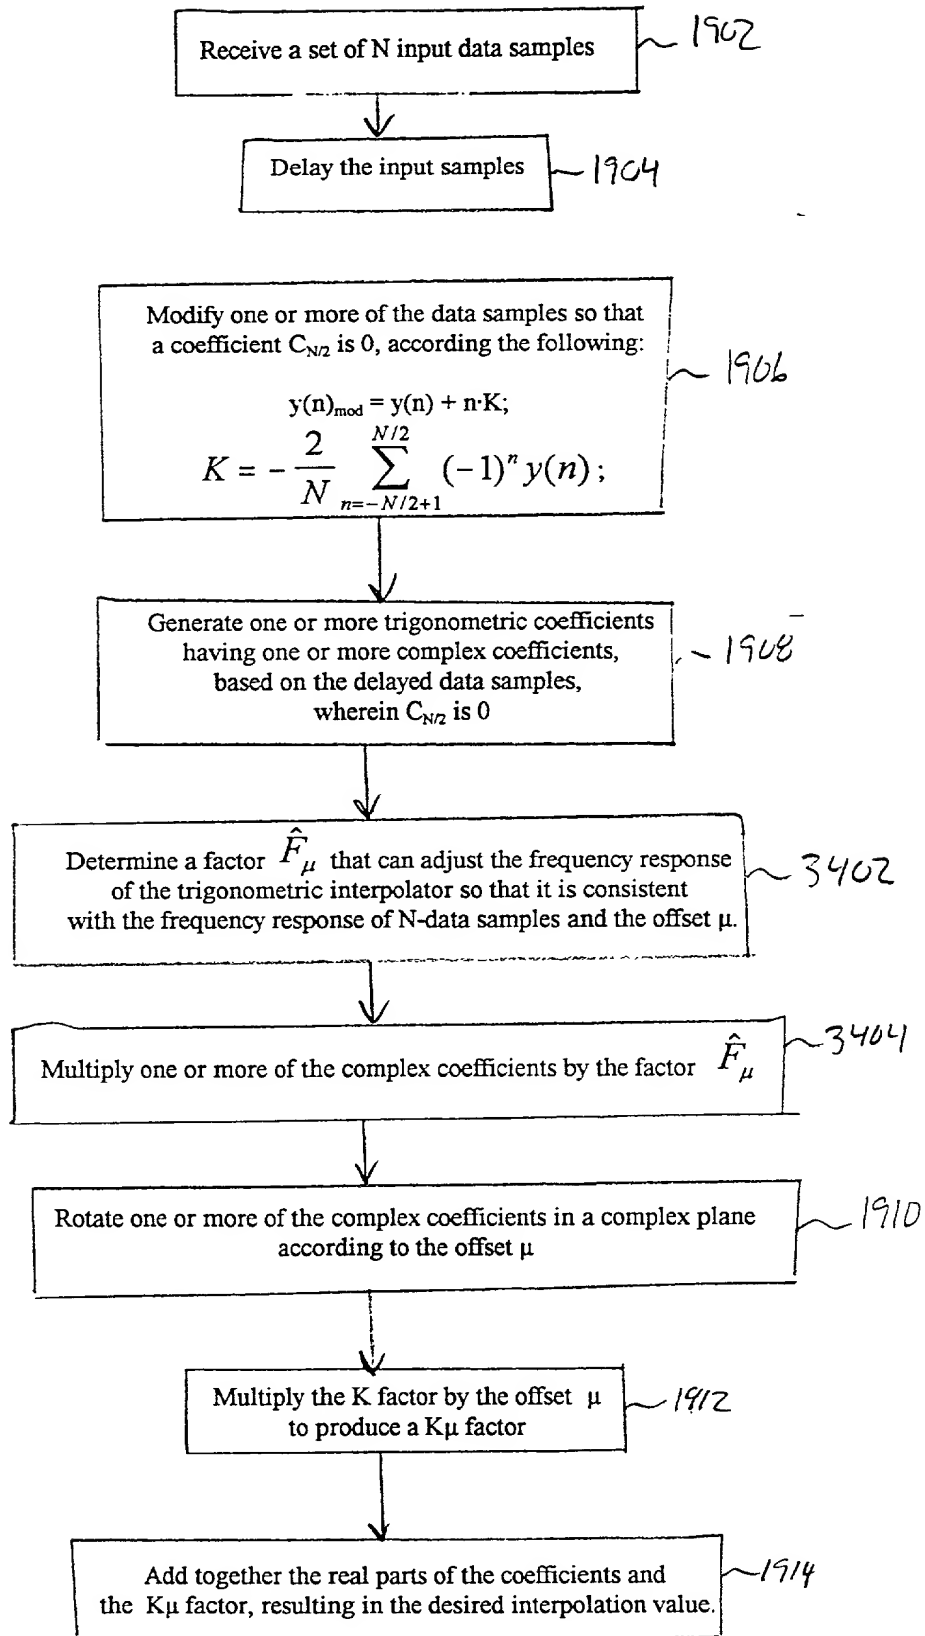 Receive a set of N input data samples
1902
Delay the input samples
1904
Modify one or more of the data samples so that
a coefficient C_{N/2} is 0, according the following:
y(n)_{mod} = y(n) + n·K;
K = - \frac{2}{N} \sum_{n=-N/2+1}^{N/2} (-1)^n y(n) ;
1906
Generate one or more trigonometric coefficients
having one or more complex coefficients,
based on the delayed data samples,
wherein C_{N/2} is 0
1908
Determine a factor \hat{F}_μ that can adjust the frequency response
of the trigonometric interpolator so that it is consistent
with the frequency response of N-data samples and the offset μ.
3402
Multiply one or more of the complex coefficients by the factor \hat{F}_μ
3404
Rotate one or more of the complex coefficients in a complex plane
according to the offset μ
1910
Multiply the K factor by the offset μ
to produce a Kμ factor
1912
Add together the real parts of the coefficients and
the Kμ factor, resulting in the desired interpolation value.
1914